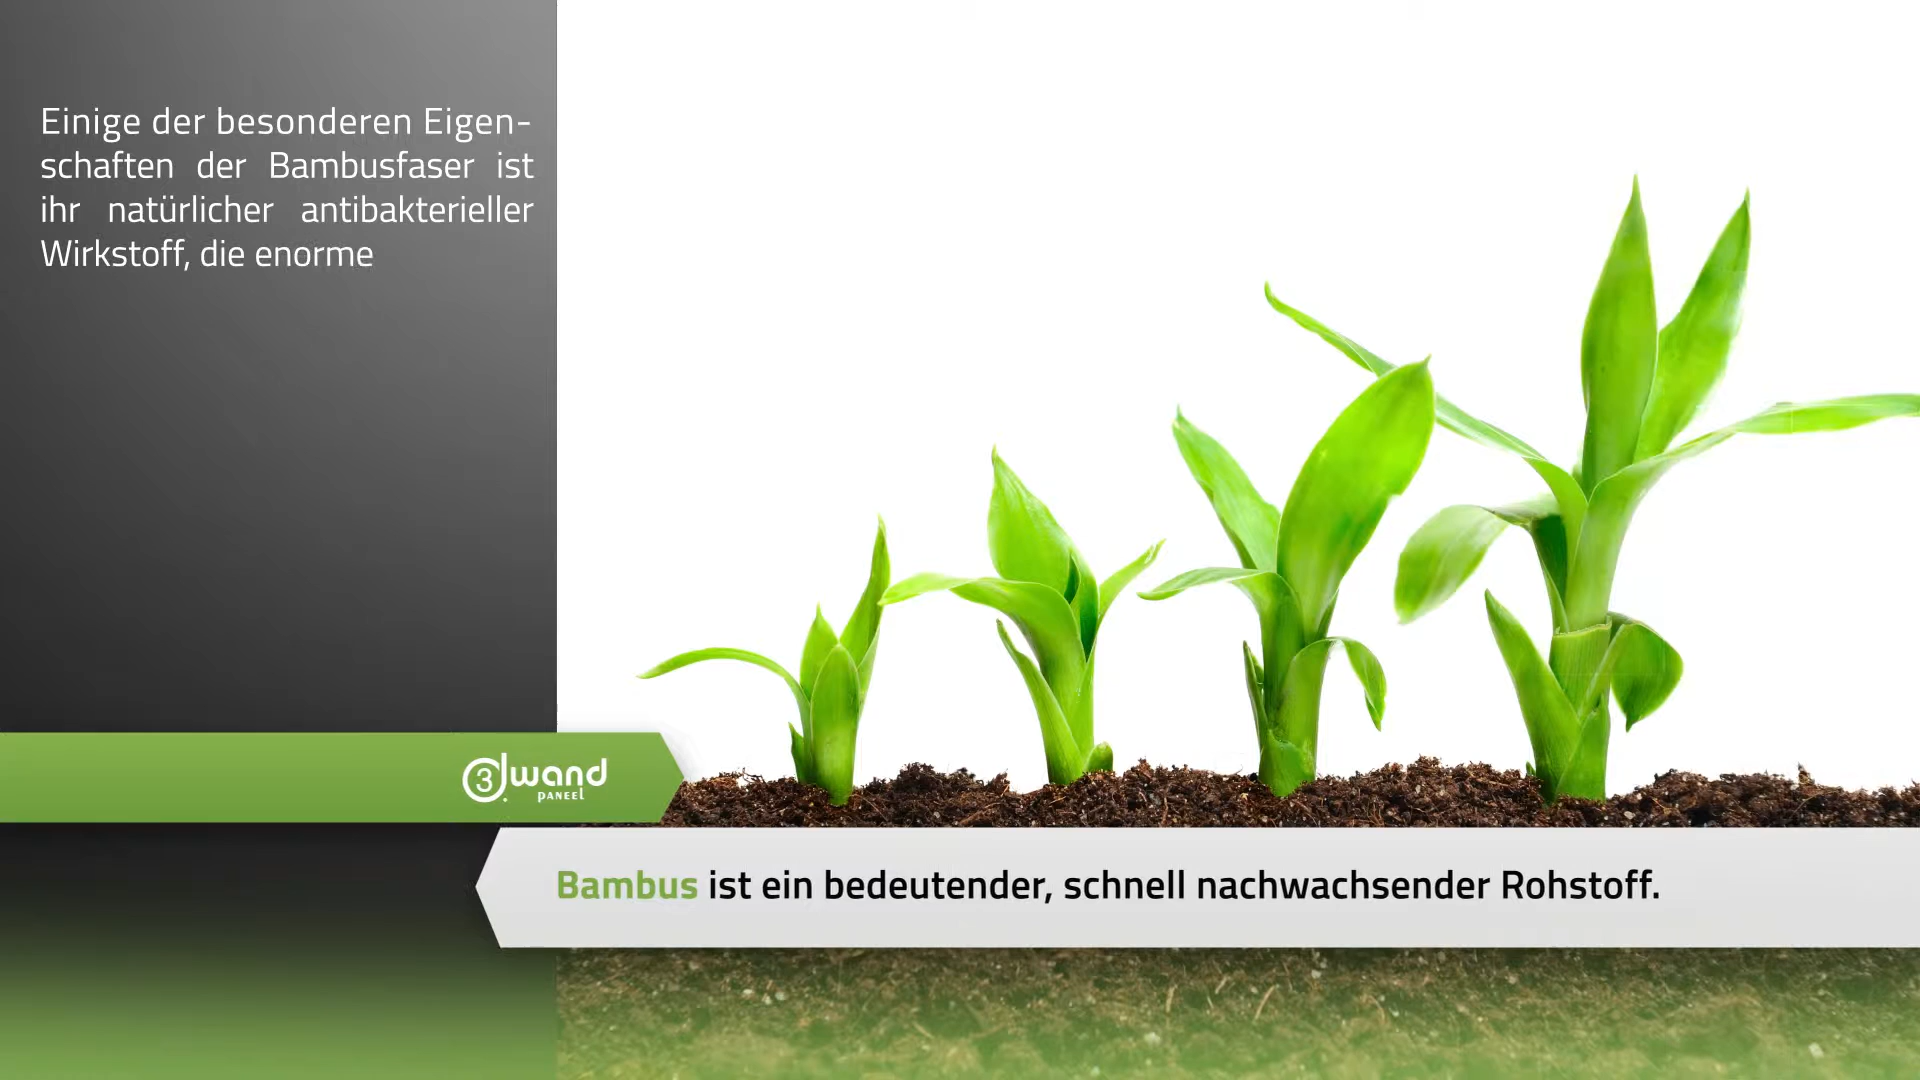 Einige der besonderen Eigen-
schaften der Bambusfaser ist
ihr natürlicher antibakterieller
Wirkstoff, die enorme
3d wand
PANEEL
Bambus ist ein bedeutender, schnell nachwachsender Rohstoff.